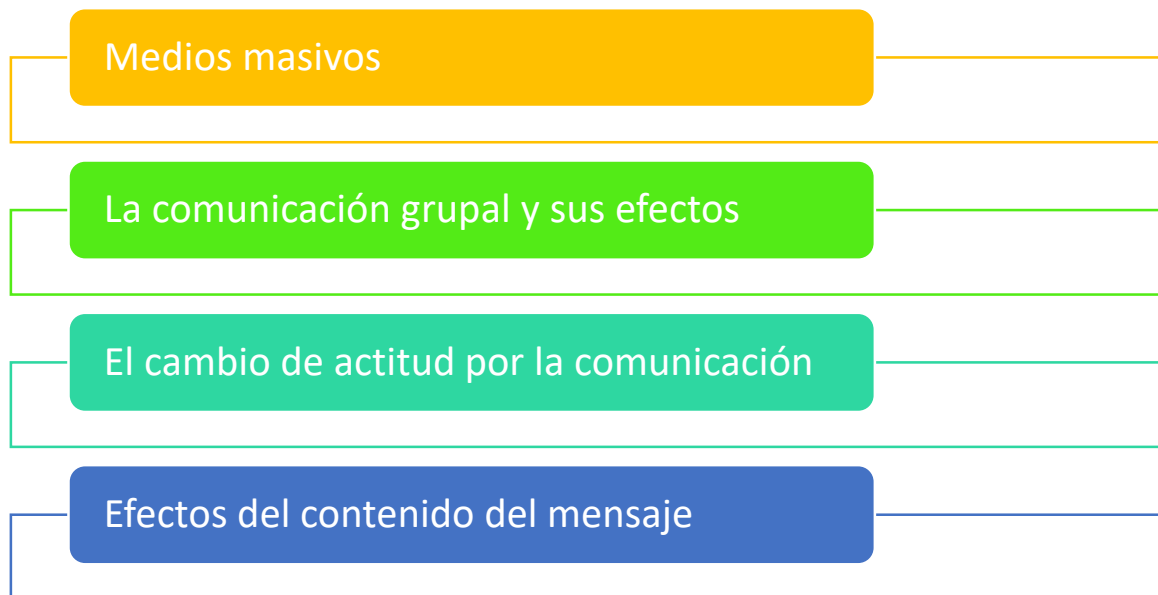 Medios masivos
La comunicación grupal y sus efectos
El cambio de actitud por la comunicación
Efectos del contenido del mensaje